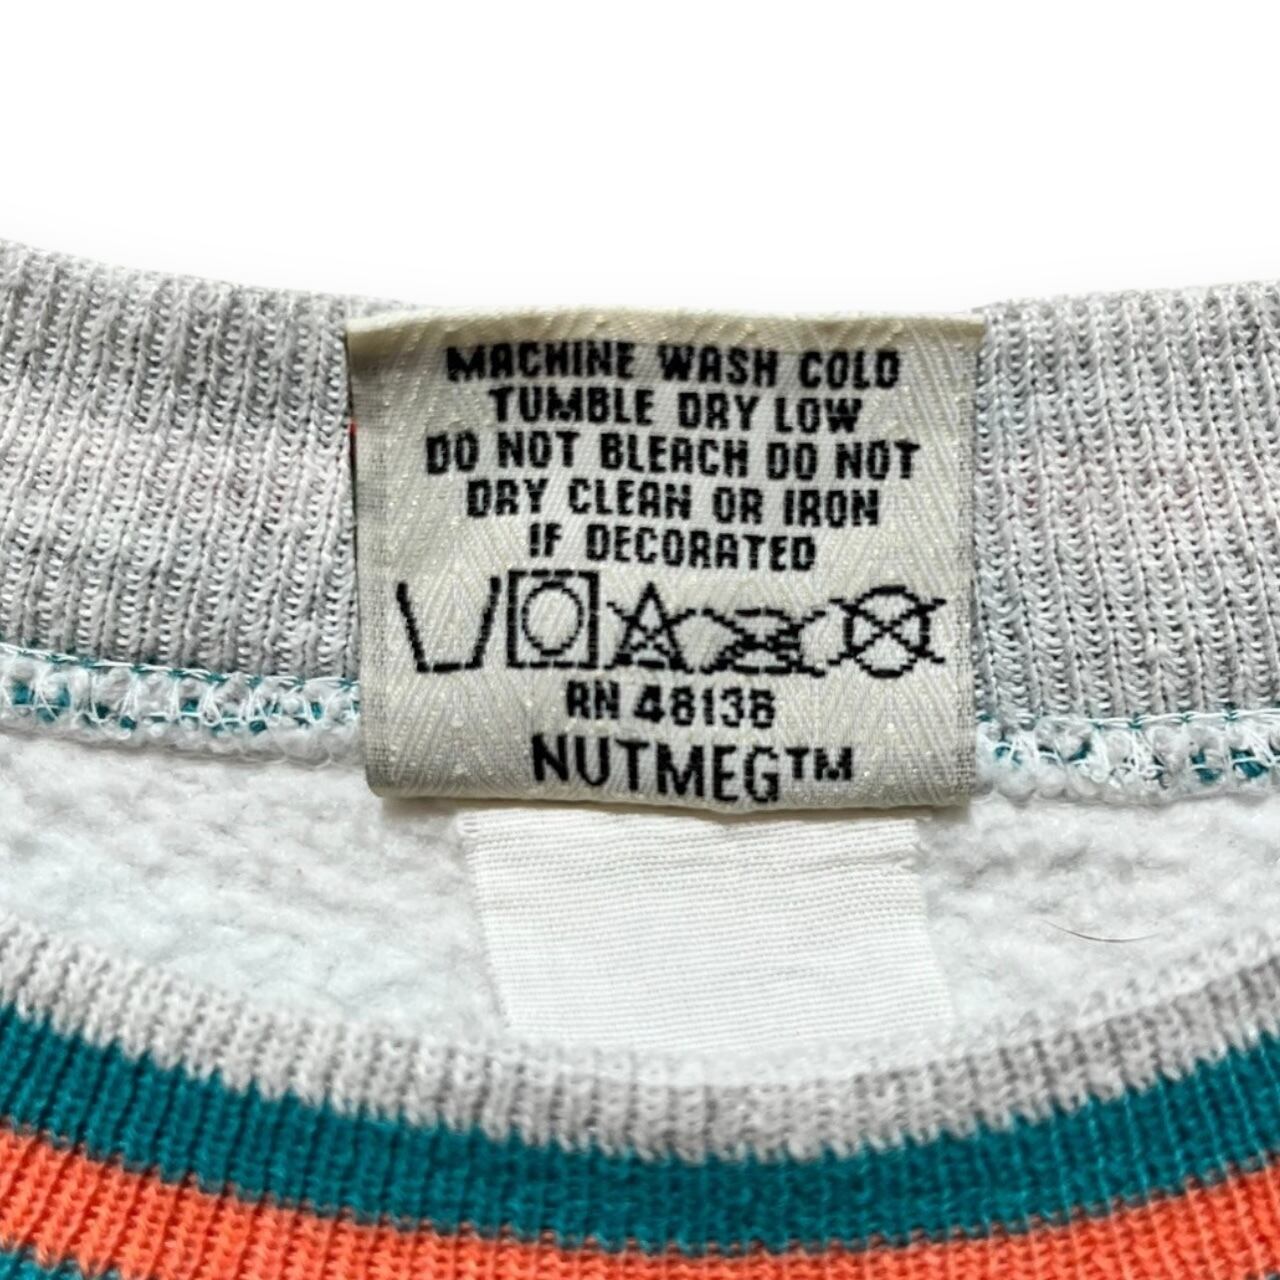 MACHINE WASH COLD
TUMBLE DRY LOW
DO NOT BLEACH DO NOT
DRY CLEAN OR IRON
IF DECORATED
RN 48138
NUTMEG™